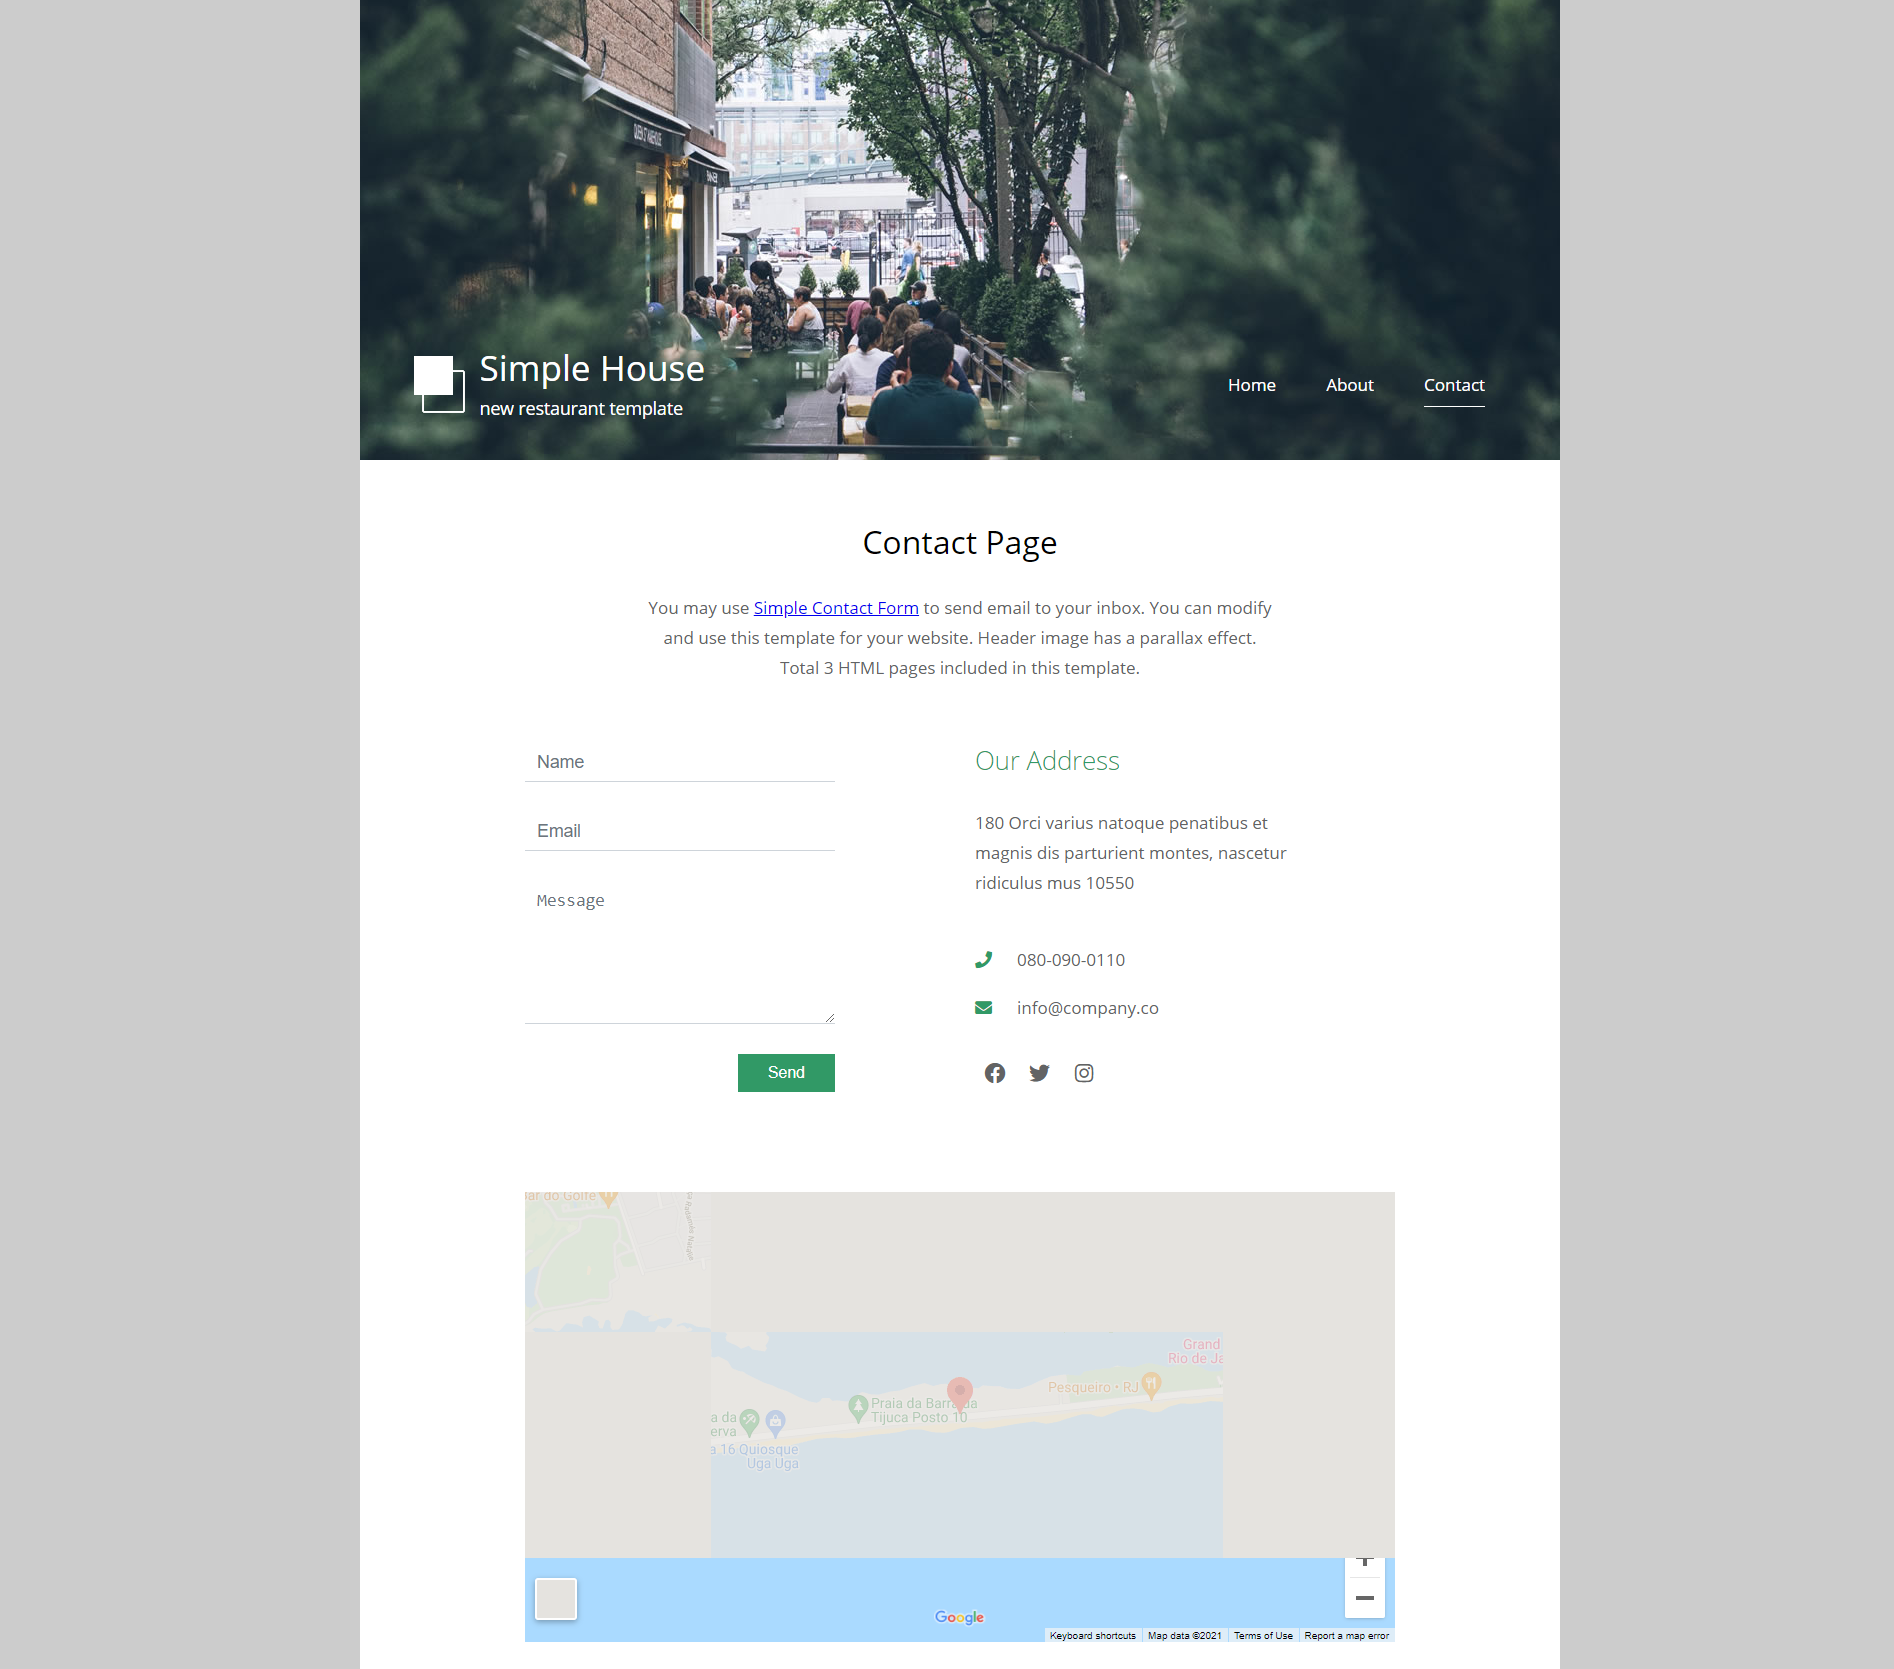 QUEEN ST WAREHOUSE
Simple House
new restaurant template
Home
About
Contact
Contact Page
You may use Simple Contact Form to send email to your inbox. You can modify
and use this template for your website. Header image has a parallax effect.
Total 3 HTML pages included in this template.
Name
Email
Message
Send
Our Address
180 Orci varius natoque penatibus et
magnis dis parturient montes, nascetur
ridiculus mus 10550
080-090-0110
info@company.co
do Golfe
Grand
Rio de Ja
Pesqueiro • RJ
Praia da Barra da
Tijuca Posto 10
a da
erva
a 16 Quiosque
Uga Uga
Google
Keyboard shortcuts
Map data ©2021
Terms of Use
Report a map error